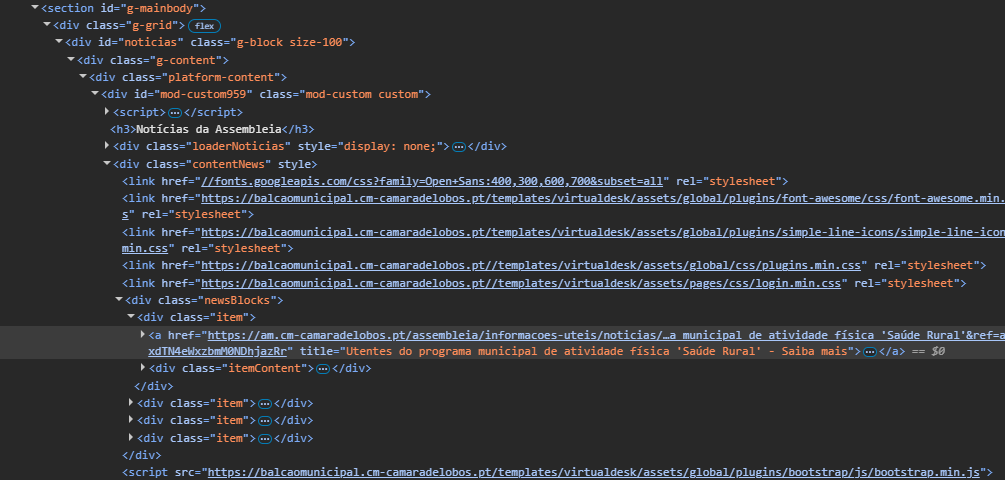 <section id="g-mainbody">
<div class="g-grid"> flex
<div id="noticias" class="g-block size-100">
<div class="g-content">
<div class="platform-content">
<div id="mod-custom959" class="mod-custom custom">
<script> … </script>
<h3>Notícias da Assembleia</h3>
<div class="loaderNoticias" style="display: none;"> … </div>
<div class="contentNews" style>
<link href="//fonts.googleapis.com/css?family=Open+Sans:400,300,600,700&subset=all" rel="stylesheet">
<link href="https://balcaomunicipal.cm-camaradelobos.pt/templates/virtualdesk/assets/global/plugins/font-awesome/css/font-awesome.min.
s" rel="stylesheet">
<link href="https://balcaomunicipal.cm-camaradelobos.pt/templates/virtualdesk/assets/global/plugins/simple-line-icons/simple-line-icon
min.css" rel="stylesheet">
<link href="https://balcaomunicipal.cm-camaradelobos.pt//templates/virtualdesk/assets/global/css/plugins.min.css" rel="stylesheet">
<link href="https://balcaomunicipal.cm-camaradelobos.pt/templates/virtualdesk/assets/pages/css/login.min.css" rel="stylesheet">
<div class="newsBlocks">
<div class="item">
<a href="https://am.cm-camaradelobos.pt/assembleia/informacoes-uteis/noticias/…a municipal de atividade física 'Saúde Rural'&ref=a
xdTN4eWxzbmM0NDhjazRr" title="Utentes do programa municipal de atividade física 'Saúde Rural' - Saiba mais"> … </a> == $0
<div class="itemContent"> … </div>
</div>
<div class="item"> … </div>
<div class="item"> … </div>
<div class="item"> … </div>
</div>
<script src="https://balcaomunicipal.cm-camaradelobos.pt/templates/virtualdesk/assets/global/plugins/bootstrap/js/bootstrap.min.js">